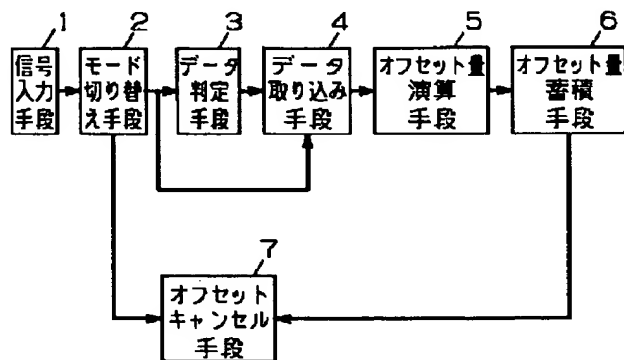 1
信号
入力
手段
2
モード
切り替
え手段
3
データ
判定
手段
4
データ
取り込み
手段
5
オフセット量
演算
手段
6
オフセット量
蓄積
手段
7
オフセット
キャンセル
手段